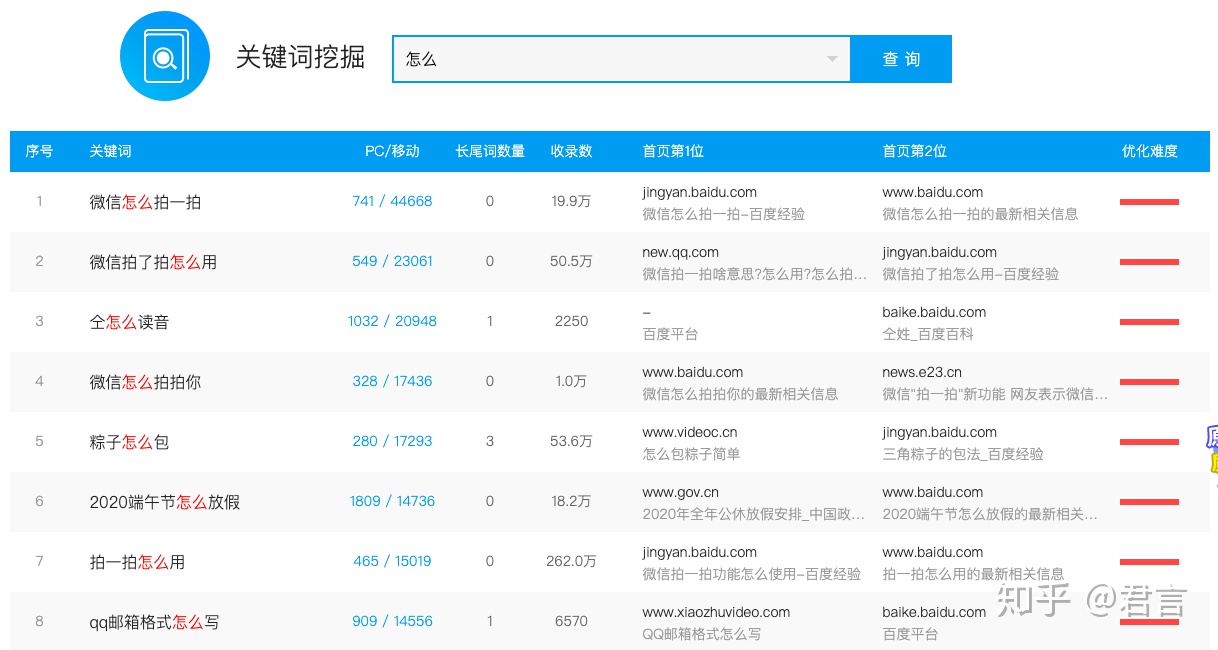 关键词挖掘
怎么
查 询
序号 关键词 PC/移动 长尾词数量 收录数 首页第1位 首页第2位 优化难度
1 微信怎么拍一拍 741 / 44668 0 19.9万 jingyan.baidu.com www.baidu.com
微信怎么拍一拍-百度经验 微信怎么拍一拍的最新相关信息
2 微信拍了拍怎么用 549 / 23061 0 50.5万 new.qq.com jingyan.baidu.com
微信拍一拍啥意思?怎么用?怎么拍... 微信拍了拍怎么用-百度经验
3 仝怎么读音 1032 / 20948 1 2250 - baike.baidu.com
百度平台 仝姓_百度百科
4 微信怎么拍拍你 328 / 17436 0 1.0万 www.baidu.com news.e23.cn
微信怎么拍拍你的最新相关信息 微信"拍一拍"新功能 网友表示微信...
5 粽子怎么包 280 / 17293 3 53.6万 www.videoc.cn jingyan.baidu.com
怎么包粽子简单 三角粽子的包法_百度经验
6 2020端午节怎么放假 1809 / 14736 0 18.2万 www.gov.cn www.baidu.com
2020年全年公休放假安排_中国政... 2020端午节怎么放假的最新相关...
7 拍一拍怎么用 465 / 15019 0 262.0万 jingyan.baidu.com www.baidu.com
微信拍一拍功能怎么使用-百度经验 拍一拍怎么用的最新相关信息
8 qq邮箱格式怎么写 909 / 14556 1 6570 www.xiaozhuvideo.com baike.baidu.com
QQ邮箱格式怎么写 百度平台
知乎 @君言